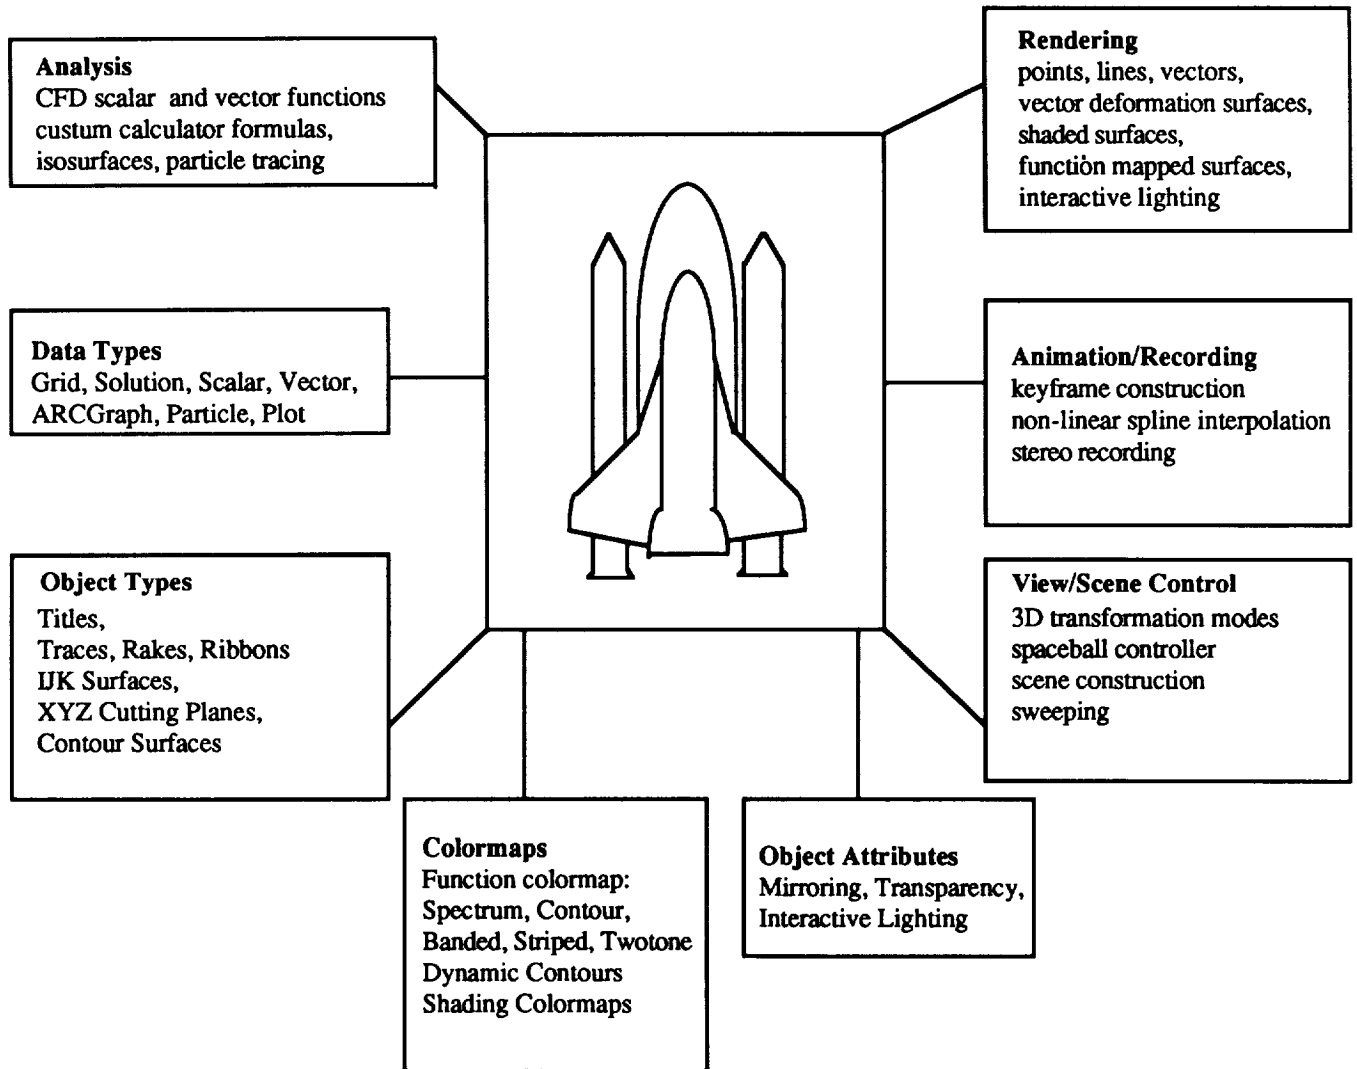 Analysis
CFD scalar and vector functions
custum calculator formulas,
isosurfaces, particle tracing
Data Types
Grid, Solution, Scalar, Vector,
ARCGraph, Particle, Plot
Object Types
Titles,
Traces, Rakes, Ribbons
IJK Surfaces,
XYZ Cutting Planes,
Contour Surfaces
Colormaps
Function colormap:
Spectrum, Contour,
Banded, Striped, Twotone
Dynamic Contours
Shading Colormaps
Object Attributes
Mirroring, Transparency,
Interactive Lighting
Rendering
points, lines, vectors,
vector deformation surfaces,
shaded surfaces,
function mapped surfaces,
interactive lighting
Animation/Recording
keyframe construction
non-linear spline interpolation
stereo recording
View/Scene Control
3D transformation modes
spaceball controller
scene construction
sweeping